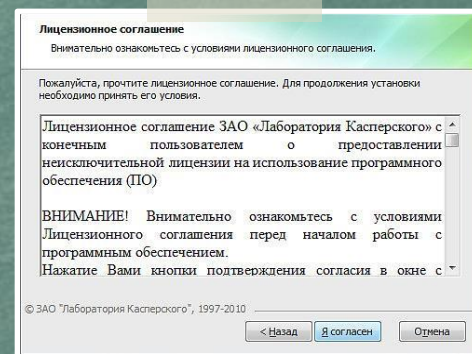 Лицензионное соглашение
Внимательно ознакомьтесь с условиями лицензионного соглашения.
Пожалуйста, прочтите лицензионное соглашение. Для продолжения установки
необходимо принять его условия.
Лицензионное соглашение ЗАО «Лаборатория Касперского» с
конечным пользователем о предоставлении
неисключительной лицензии на использование программного
обеспечения (ПО)
ВНИМАНИЕ! Внимательно ознакомьтесь с условиями
Лицензионного соглашения перед началом работы с
программным обеспечением.
Нажатие Вами кнопки подтверждения согласия в окне с
© ЗАО "Лаборатория Касперского", 1997-2010
< Назад Я согласен Отмена